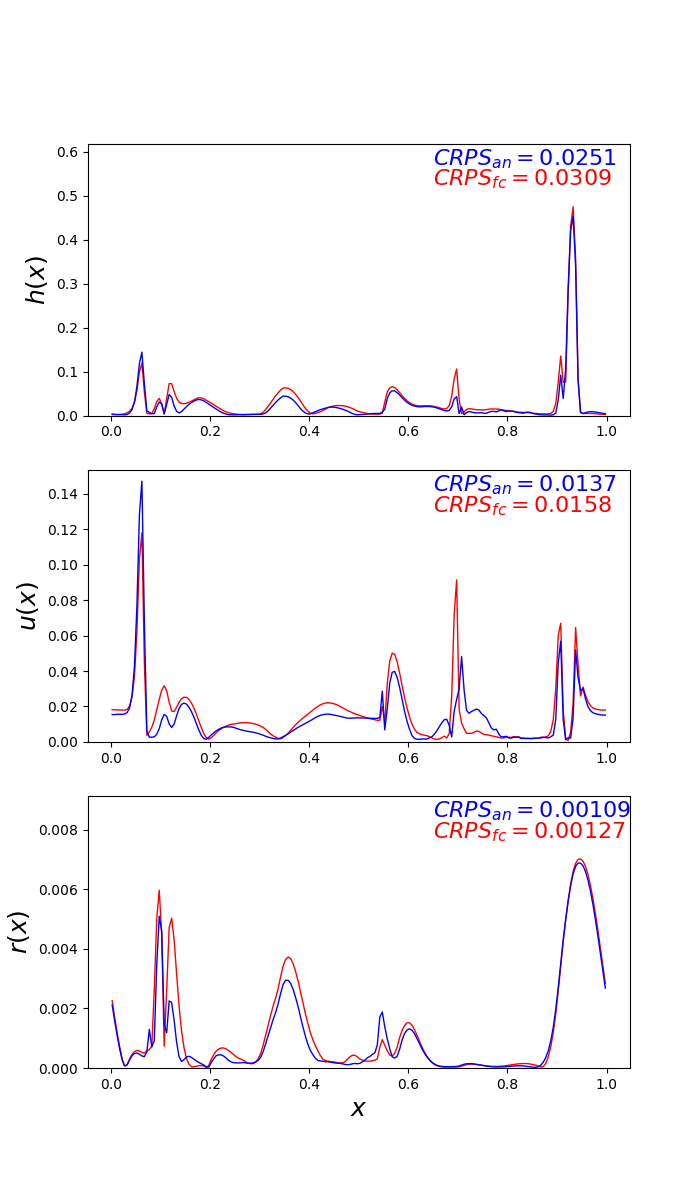 CRPS_an = 0.0251
CRPS_fc = 0.0309
0.6
0.5
0.4
0.3
0.2
0.1
0.0
h(x)
0.0 0.2 0.4 0.6 0.8 1.0
CRPS_an = 0.0137
CRPS_fc = 0.0158
0.14
0.12
0.10
0.08
0.06
0.04
0.02
0.00
u(x)
0.0 0.2 0.4 0.6 0.8 1.0
CRPS_an = 0.00109
CRPS_fc = 0.00127
0.008
0.006
0.004
0.002
0.000
r(x)
0.0 0.2 0.4 0.6 0.8 1.0
x